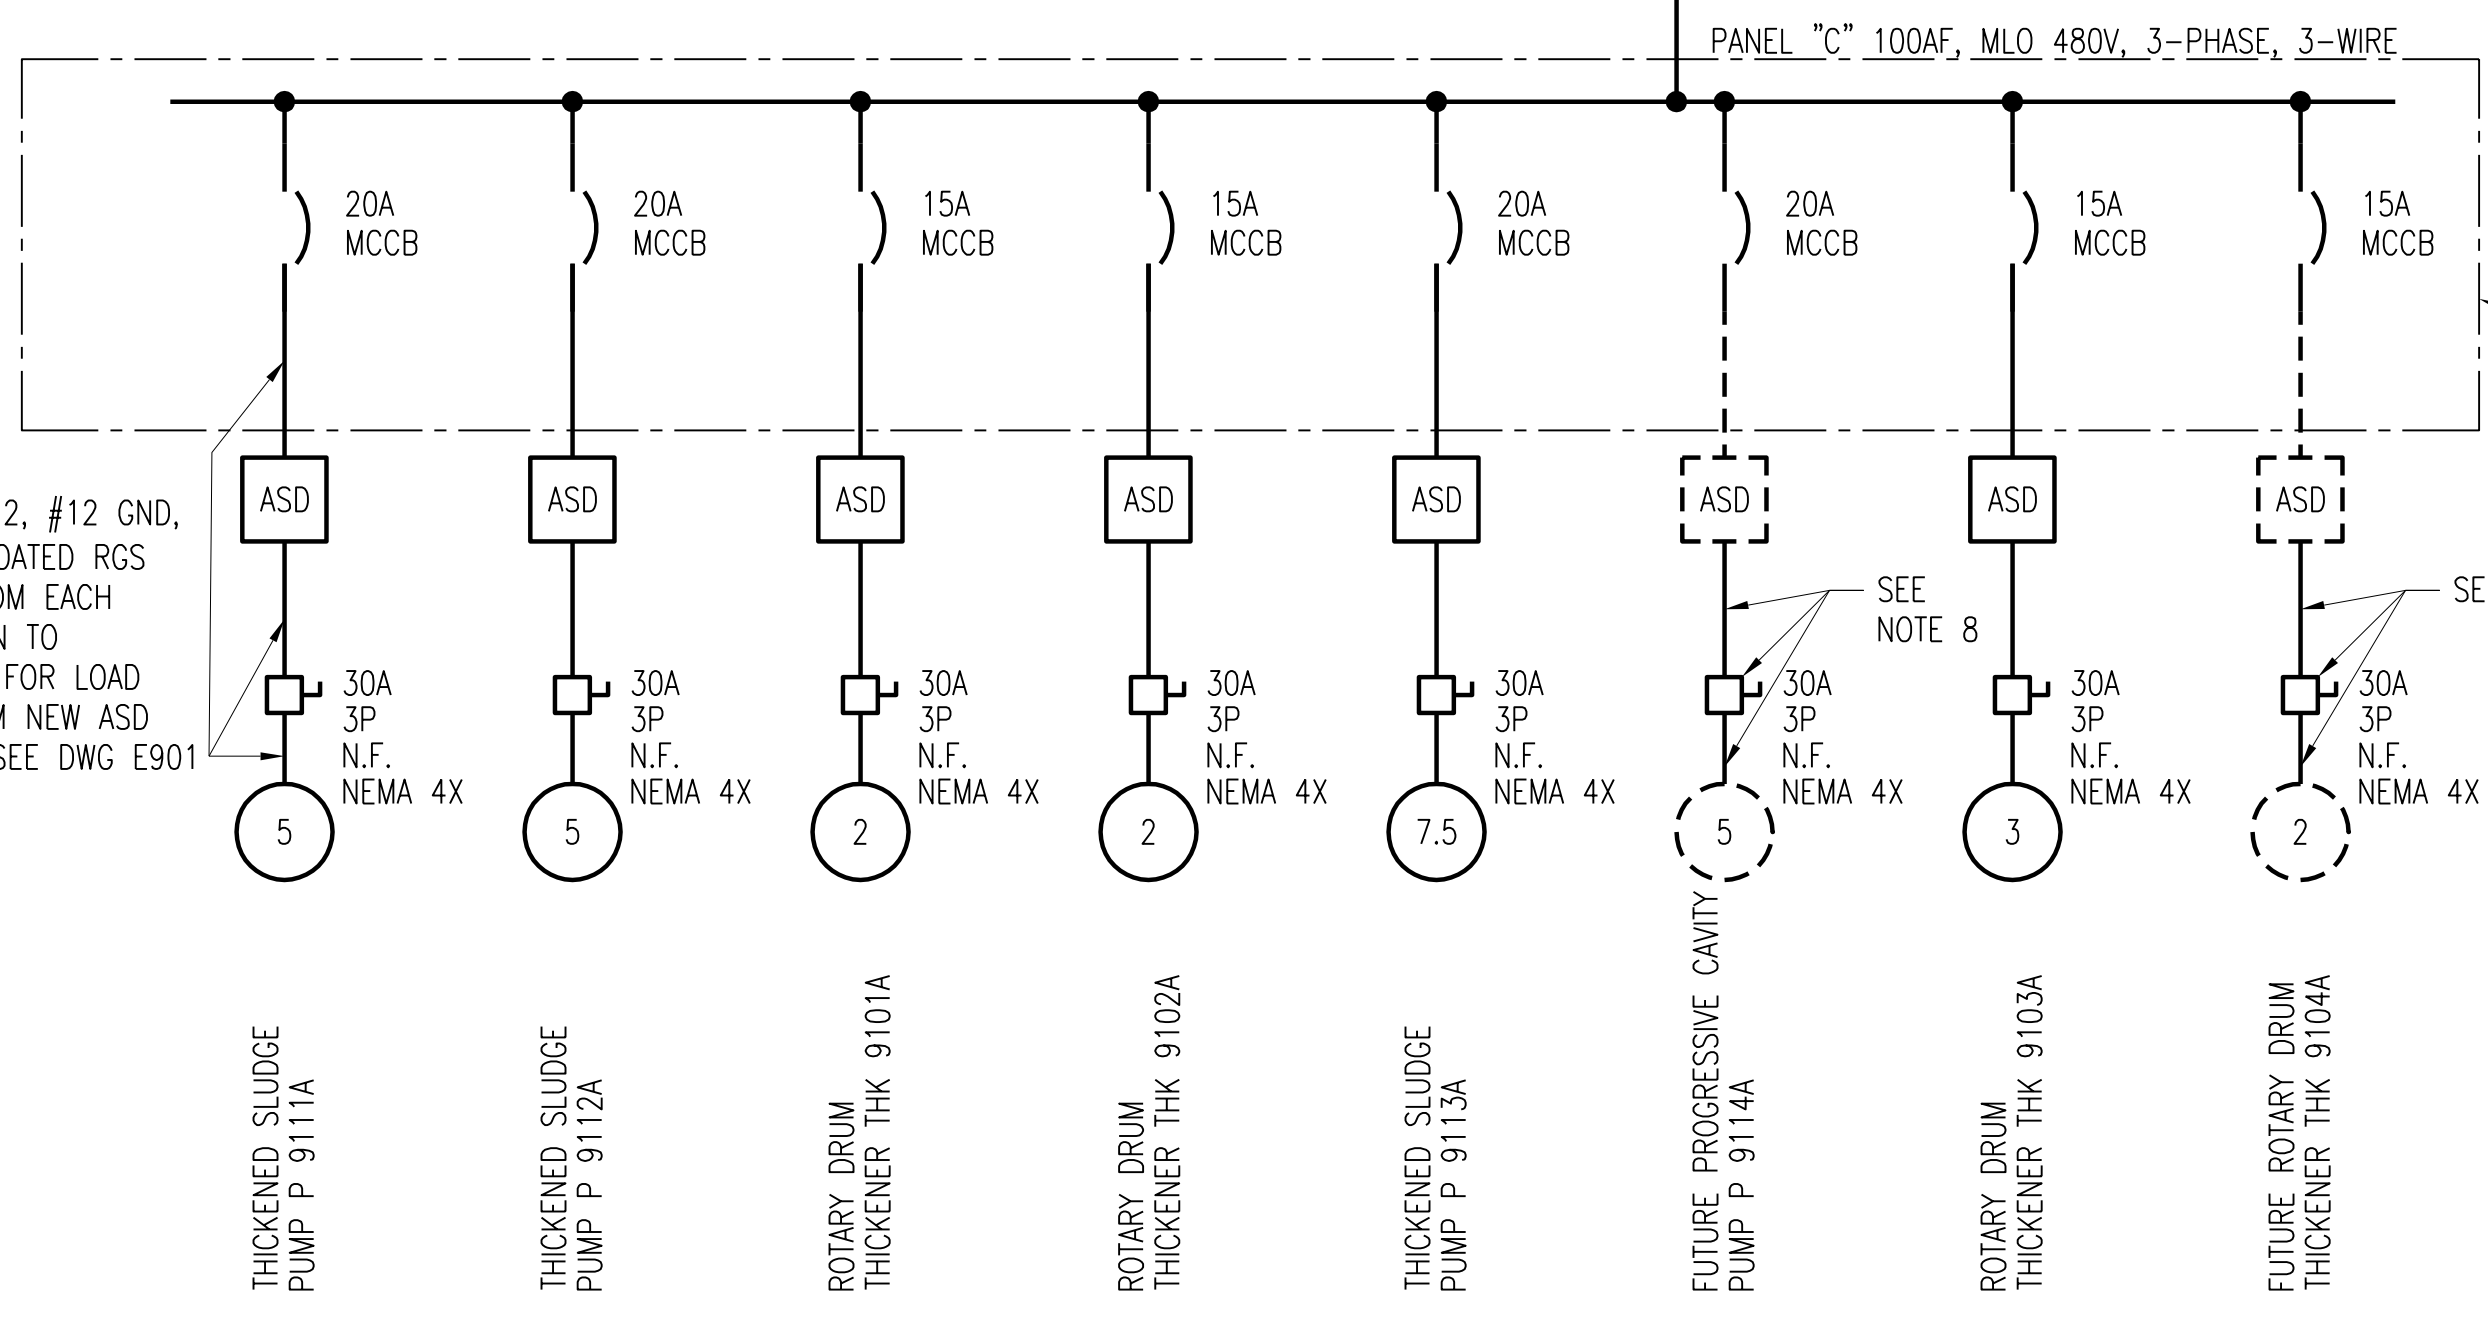 PANEL "C" 100AF, MLO 480V, 3-PHASE, 3-WIRE
20A
MCCB
20A
MCCB
15A
MCCB
15A
MCCB
20A
MCCB
20A
MCCB
15A
MCCB
15A
MCCB
ASD
ASD
ASD
ASD
ASD
ASD
ASD
ASD
2, #12 GND,
OATED RGS
OM EACH
N TO
FOR LOAD
M NEW ASD
SEE DWG E901
SEE
NOTE 8
SE
30A
3P
N.F.
NEMA 4X
30A
3P
N.F.
NEMA 4X
30A
3P
N.F.
NEMA 4X
30A
3P
N.F.
NEMA 4X
30A
3P
N.F.
NEMA 4X
30A
3P
N.F.
NEMA 4X
30A
3P
N.F.
NEMA 4X
30A
3P
N.F.
NEMA 4X
5
5
2
2
7.5
5
3
2
THICKENED SLUDGE
PUMP P 9111A
THICKENED SLUDGE
PUMP P 9112A
ROTARY DRUM
THICKENER THK 9101A
ROTARY DRUM
THICKENER THK 9102A
THICKENED SLUDGE
PUMP P 9113A
FUTURE PROGRESSIVE CAVITY
PUMP P 9114A
ROTARY DRUM
THICKENER THK 9103A
FUTURE ROTARY DRUM
THICKENER THK 9104A